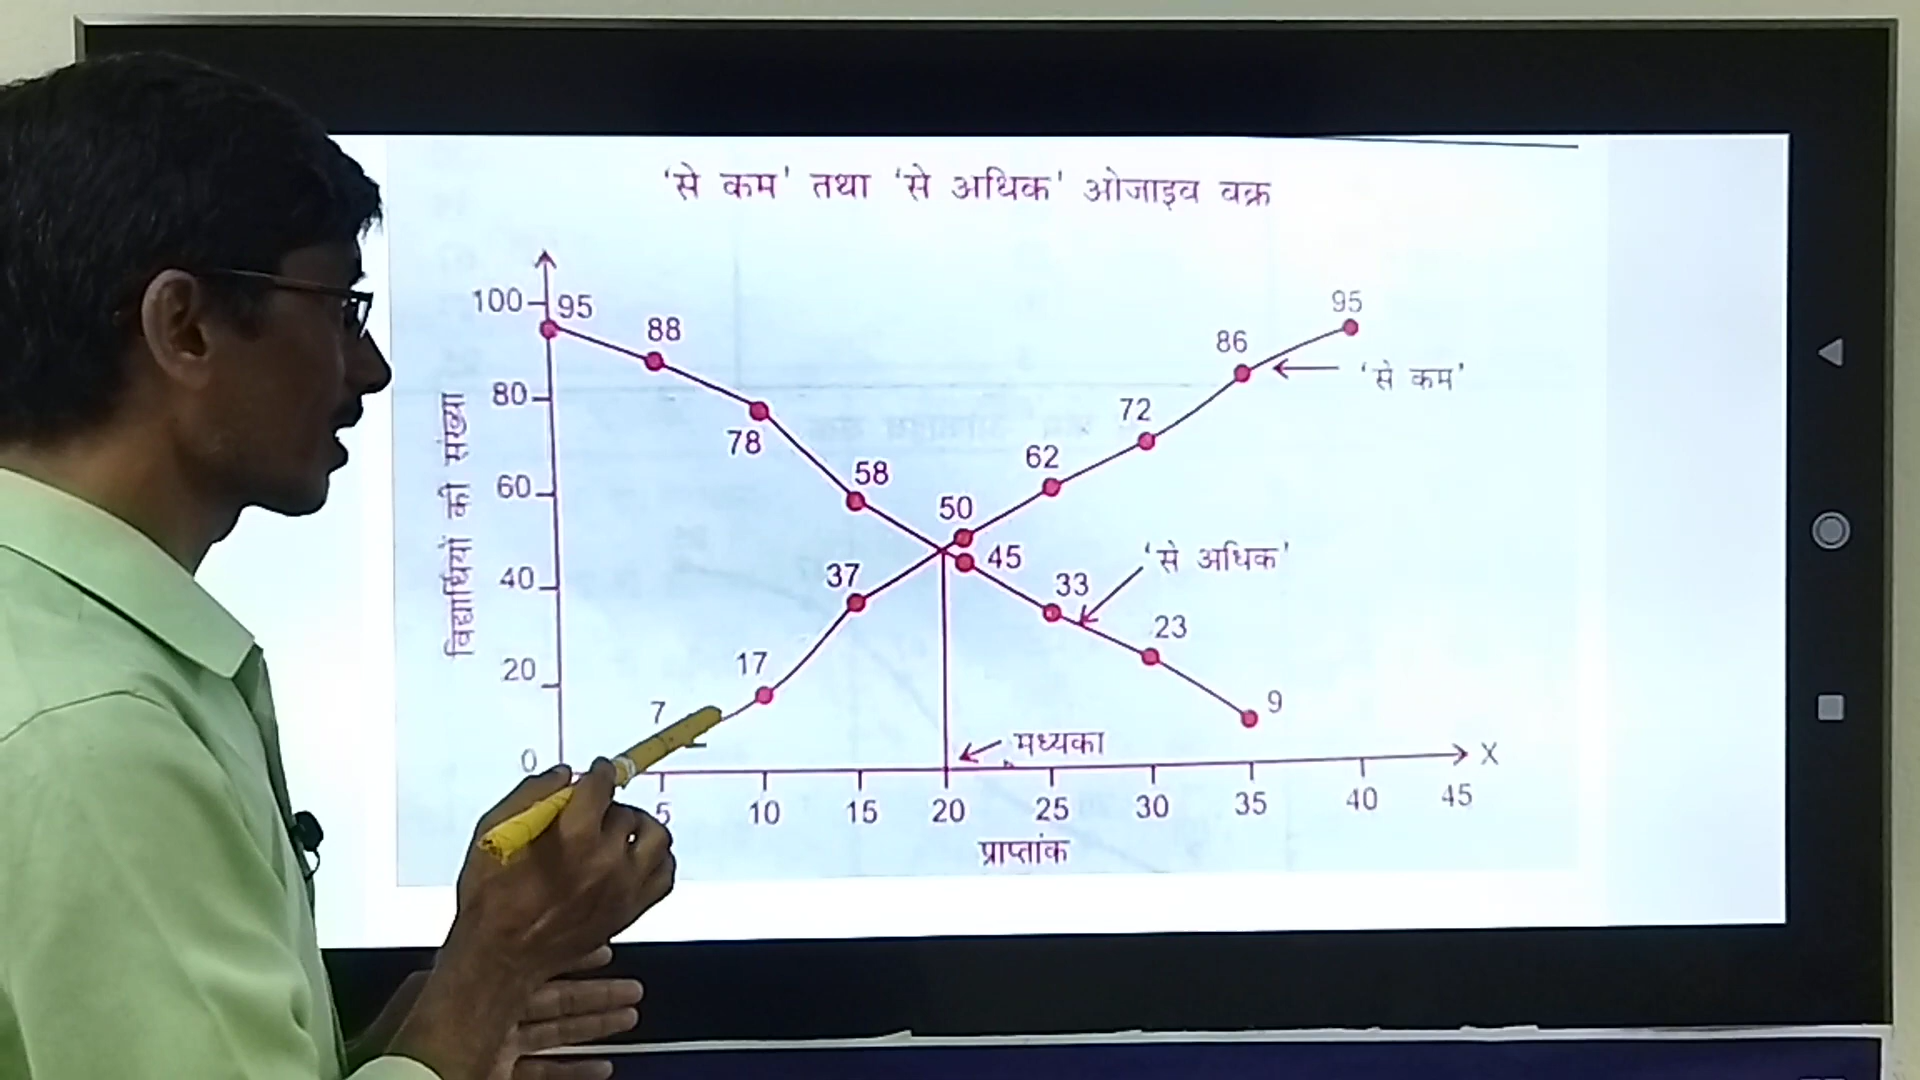 'से कम' तथा 'से अधिक' ओजाइव वक्र
100 95 95
88 86
'से कम'
80
78 72
विद्यार्थियों की संख्या
62
60 58
50
45 'से अधिक'
40 37 33
23
20 17
7 9
0 मध्यका X
5 10 15 20 25 30 35 40 45
प्राप्तांक